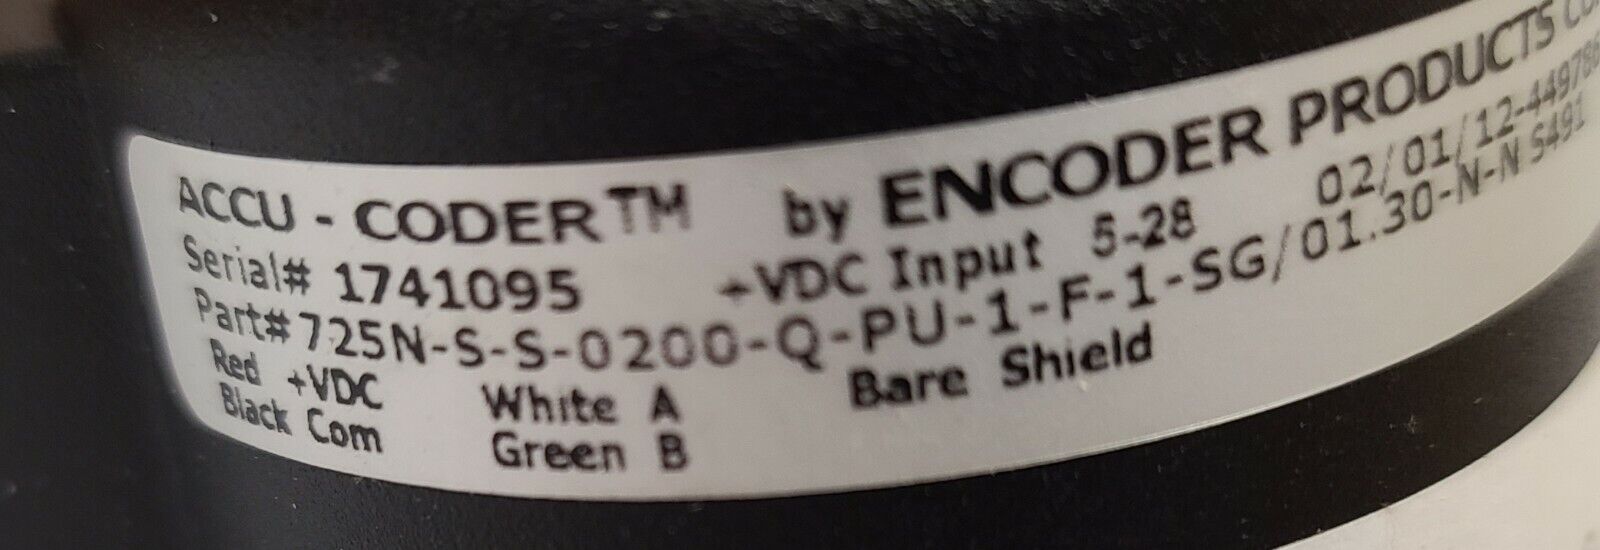 ACCU - CODER™ by ENCODER PRODUCTS
Serial# 1741095 +VDC Input 5-28 02/01/12-449786
Part# 725N-S-S-0200-Q-PU-1-F-1-SG/01.30-N-N S491
Red +VDC White A Bare Shield
Black Com Green B